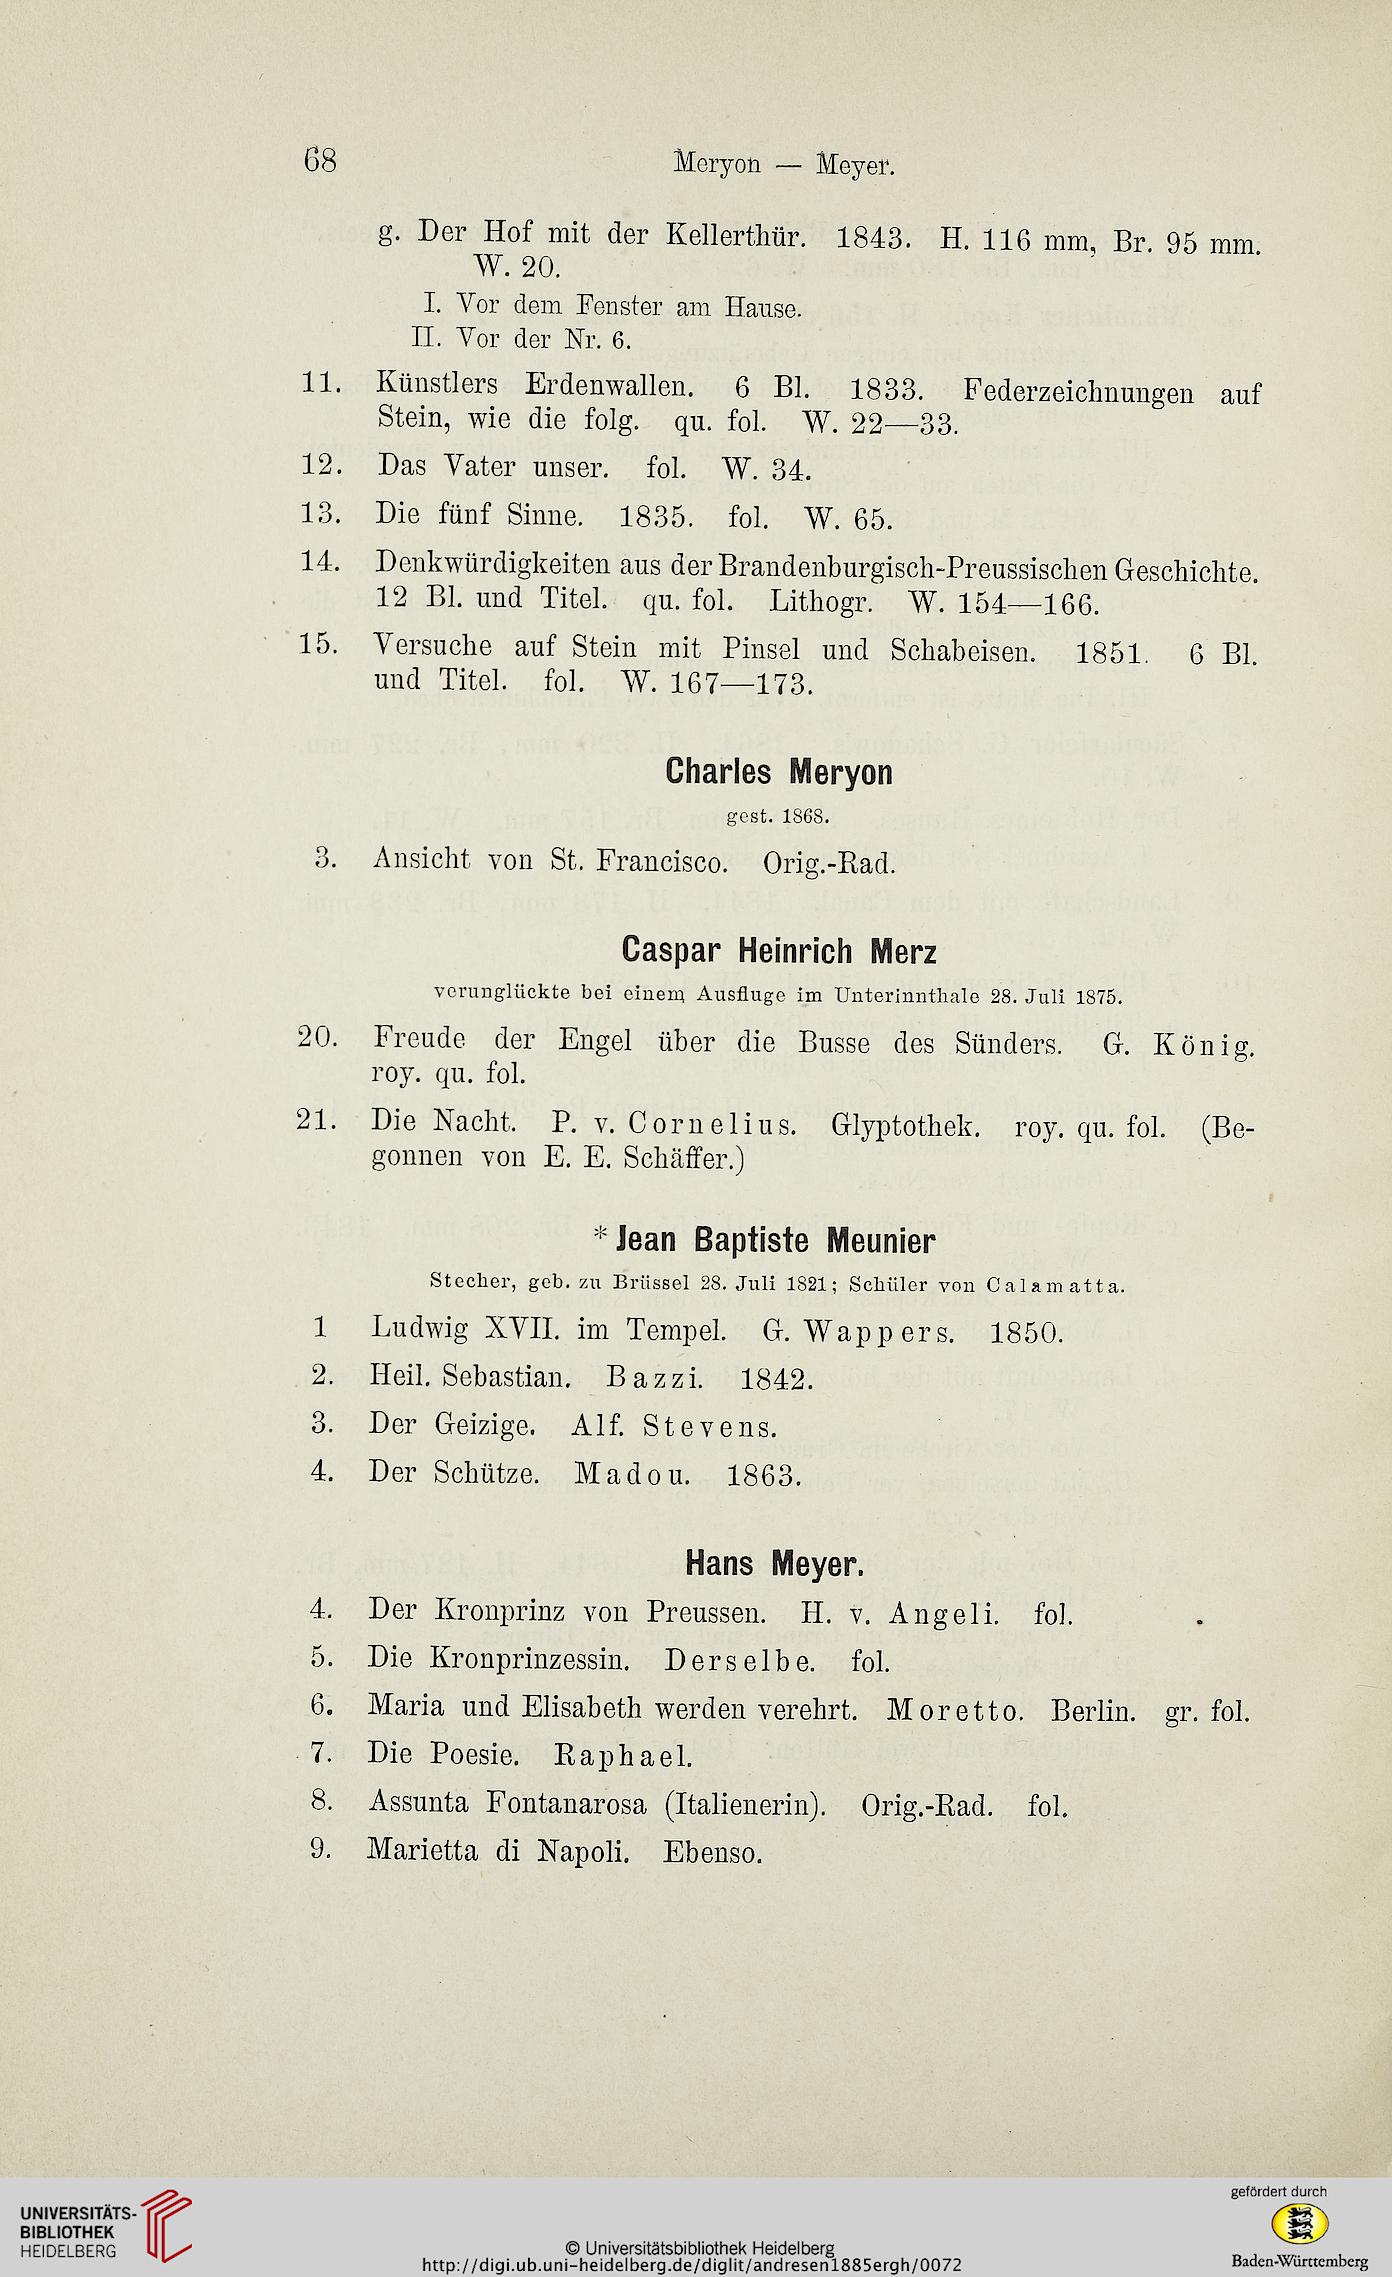 68
Meryon — Meyer.
g. Der Hof mit der Kellerthür. 1843. H. 116 mm, Br. 95 mm.
W. 20.
I. Vor dem Fenster am Hause.
II. Vor der Nr. 6.
11. Künstlers Erdenwallen. 6 Bl. 1833. Federzeichnungen auf
Stein, wie die folg. qu. fol. W. 22—33.
12. Das Vater unser. fol. W. 34.
13. Die fünf Sinne. 1835. fol. W. 65.
14. Denkwürdigkeiten aus der Brandenburgisch-Preussischen Geschichte.
12 Bl. und Titel. qu. fol. Lithogr. W. 154—166.
15. Versuche auf Stein mit Pinsel und Schabeisen. 1851. 6 Bl.
und Titel. fol. W. 167—173.
Charles Meryon
gest. 1868.
3. Ansicht von St. Francisco. Orig.-Rad.
Caspar Heinrich Merz
verunglückte bei einem Ausfluge im Unterinnthale 28. Juli 1875.
20. Freude der Engel über die Busse des Sünders. G. König.
roy. qu. fol.
21. Die Nacht. P. v. Cornelius. Glyptothek. roy. qu. fol. (Be-
gonnen von E. E. Schäffer.)
* Jean Baptiste Meunier
Stecher, geb. zu Brüssel 28. Juli 1821; Schüler von Calamatta.
1 Ludwig XVII. im Tempel. G. Wappers. 1850.
2. Heil. Sebastian. Bazzi. 1842.
3. Der Geizige. Alf. Stevens.
4. Der Schütze. Madou. 1863.
Hans Meyer.
4. Der Kronprinz von Preussen. H. v. Angeli. fol.
5. Die Kronprinzessin. Derselbe. fol.
6. Maria und Elisabeth werden verehrt. Moretto. Berlin. gr. fol.
7. Die Poesie. Raphael.
8. Assunta Fontanarosa (Italienerin). Orig.-Rad. fol.
9. Marietta di Napoli. Ebenso.
UNIVERSITÄTS-
BIBLIOTHEK
HEIDELBERG
© Universitätsbibliothek Heidelberg
http://digi.ub.uni-heidelberg.de/diglit/andresen1885ergh/0072
gefördert durch
Baden-Württemberg